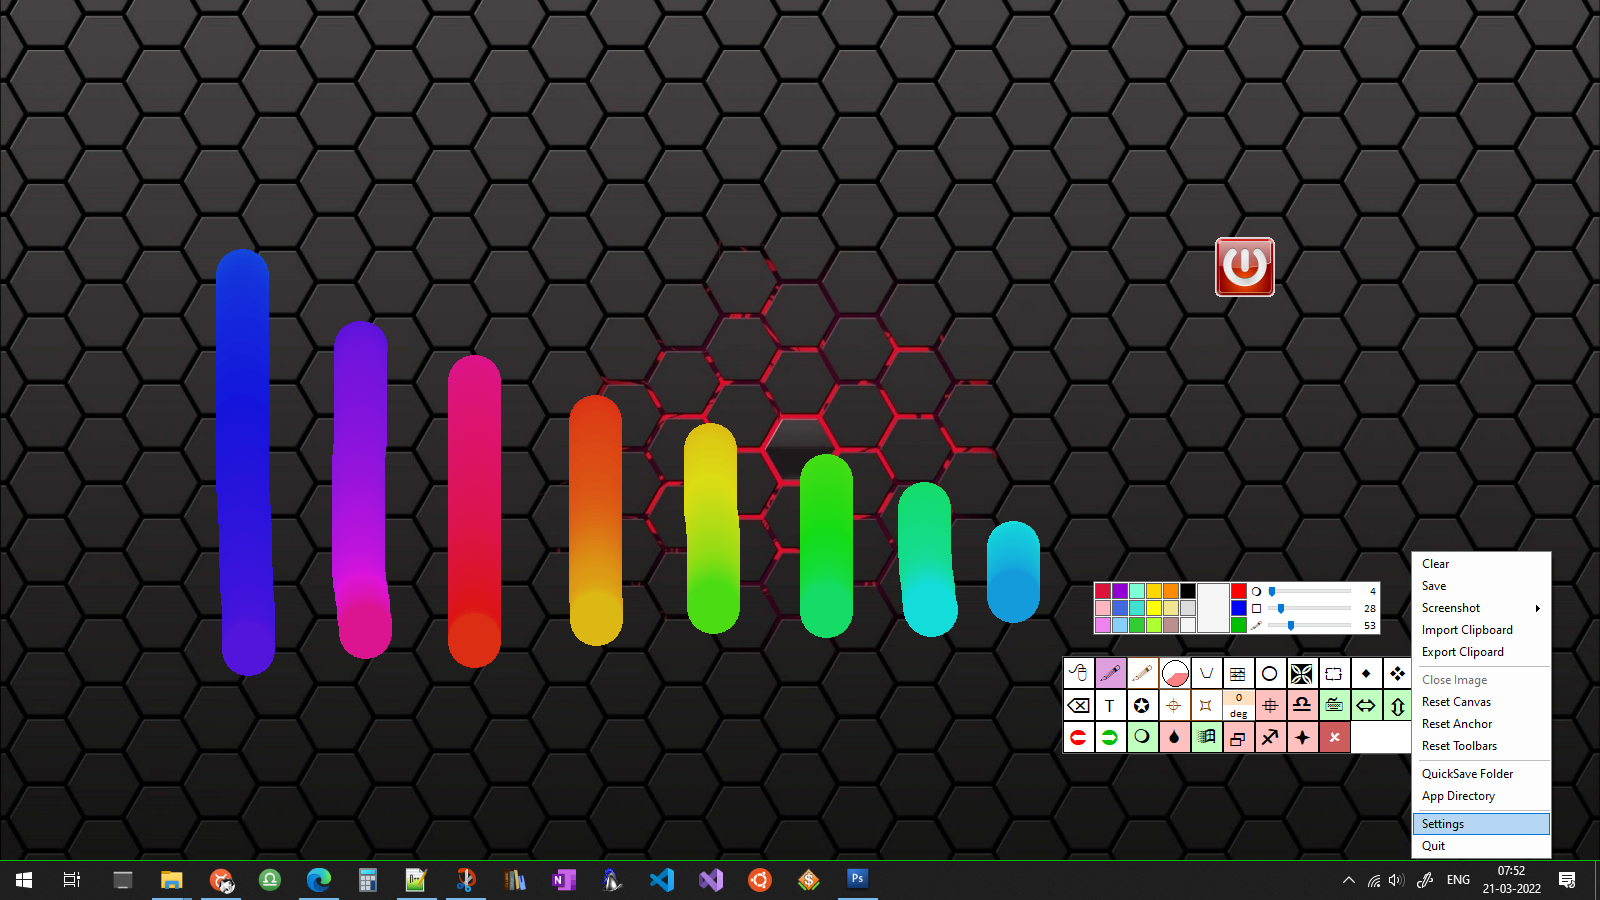 4
28
53
T
0
deg
Clear
Save
Screenshot
Import Clipboard
Export Clipoard
Close Image
Reset Canvas
Reset Anchor
Reset Toolbars
QuickSave Folder
App Directory
Settings
Quit
N
Ps
ENG
07:52
21-03-2022